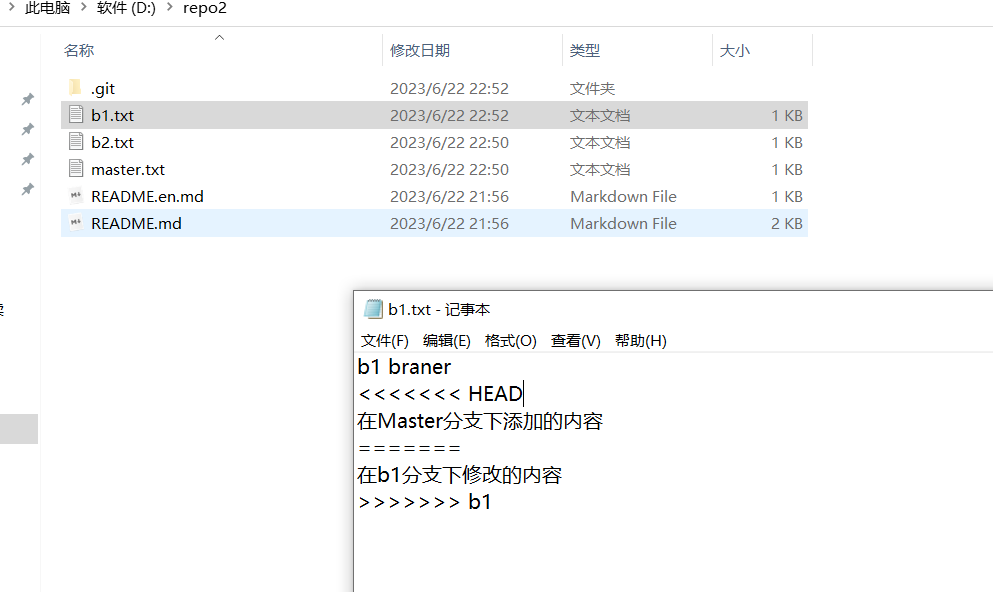 此电脑 > 软件 (D:) > repo2
名称 修改日期 类型 大小
.git 2023/6/22 22:52 文件夹
b1.txt 2023/6/22 22:52 文本文档 1 KB
b2.txt 2023/6/22 22:50 文本文档 1 KB
master.txt 2023/6/22 22:50 文本文档 1 KB
README.en.md 2023/6/22 21:56 Markdown File 1 KB
README.md 2023/6/22 21:56 Markdown File 2 KB
b1.txt - 记事本
文件(F) 编辑(E) 格式(O) 查看(V) 帮助(H)
b1 braner
<<<<<<< HEAD
在Master分支下添加的内容
=======
在b1分支下修改的内容
>>>>>>> b1